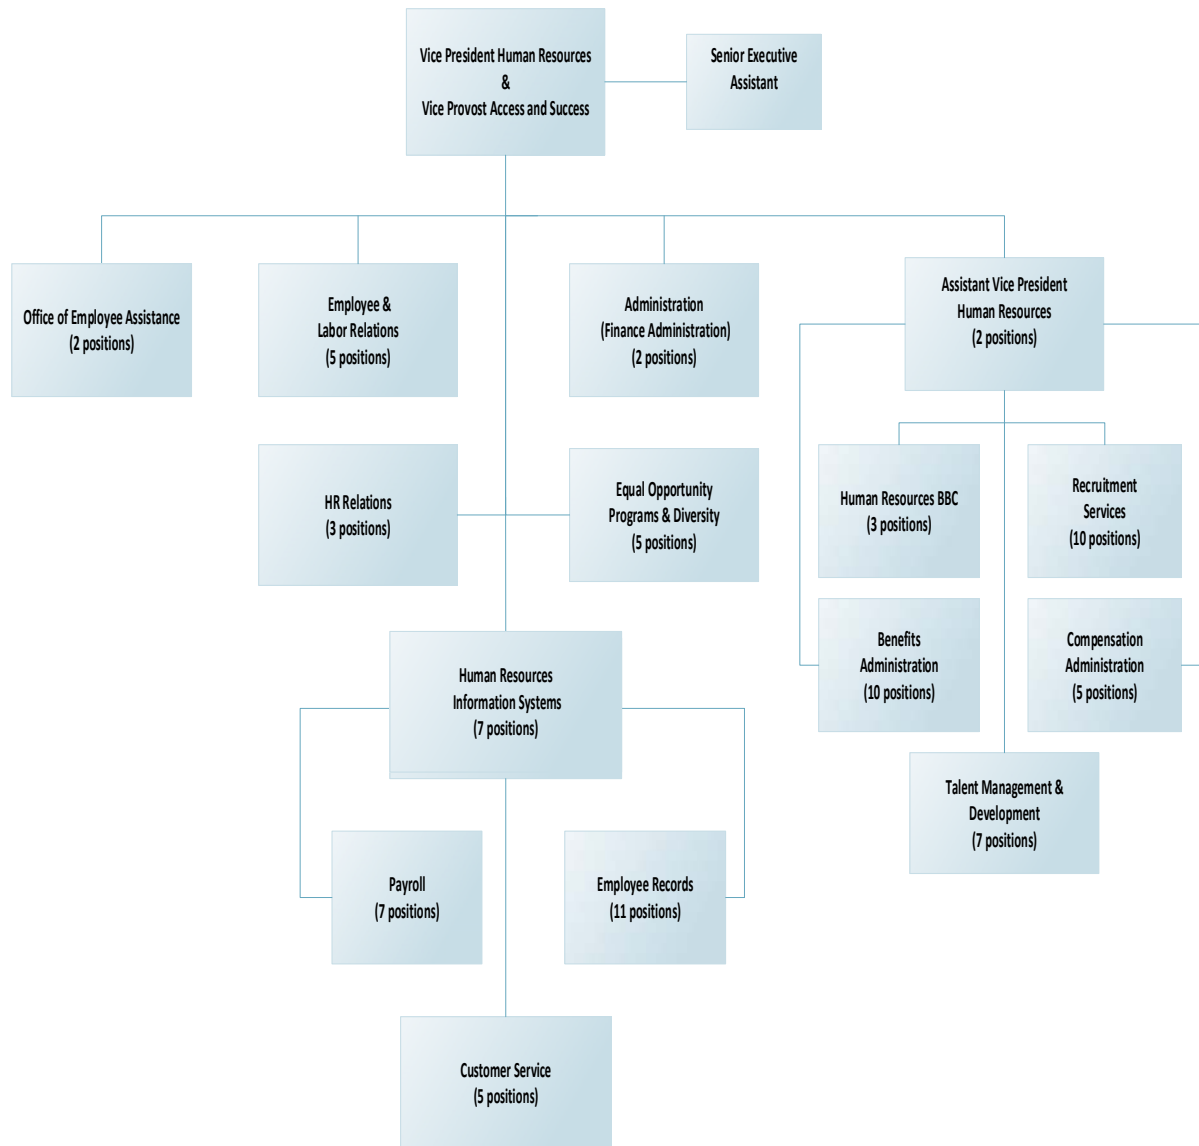 Vice President Human Resources
&
Vice Provost Access and Success
Senior Executive
Assistant
Office of Employee Assistance
(2 positions)
Employee &
Labor Relations
(5 positions)
Administration
(Finance Administration)
(2 positions)
Assistant Vice President
Human Resources
(2 positions)
HR Relations
(3 positions)
Equal Opportunity
Programs & Diversity
(5 positions)
Human Resources BBC
(3 positions)
Recruitment
Services
(10 positions)
Benefits
Administration
(10 positions)
Compensation
Administration
(5 positions)
Human Resources
Information Systems
(7 positions)
Talent Management &
Development
(7 positions)
Payroll
(7 positions)
Employee Records
(11 positions)
Customer Service
(5 positions)